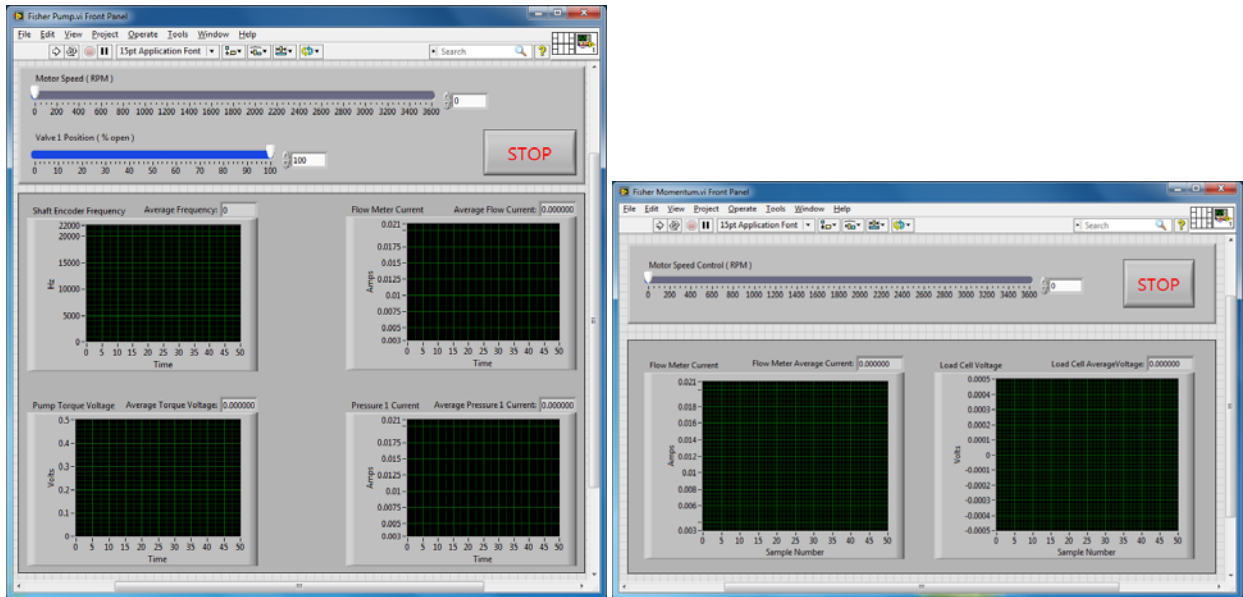 Fisher Pump.vi Front Panel
File Edit View Project Operate Tools Window Help
15pt Application Font Search
Motor Speed ( RPM )
0
0 200 400 600 800 1000 1200 1400 1600 1800 2000 2200 2400 2600 2800 3000 3200 3400 3600
Valve 1 Position ( % open )
100
0 10 20 30 40 50 60 70 80 90 100
STOP
Shaft Encoder Frequency Average Frequency: 0
22000
20000
15000
10000
5000
0
Hz
0 5 10 15 20 25 30 35 40 45 50
Time
Flow Meter Current Average Flow Current: 0.000000
0.021
0.0175
0.015
0.0125
0.01
0.0075
0.005
0.003
Amps
0 5 10 15 20 25 30 35 40 45 50
Time
Pump Torque Voltage Average Torque Voltage: 0.000000
0.5
0.4
0.3
0.2
0.1
0
Volts
0 5 10 15 20 25 30 35 40 45 50
Time
Pressure 1 Current Average Pressure 1 Current: 0.000000
0.021
0.0175
0.015
0.0125
0.01
0.0075
0.005
0.003
Amps
0 5 10 15 20 25 30 35 40 45 50
Time
Fisher Momentum.vi Front Panel
File Edit View Project Operate Tools Window Help
15pt Application Font Search
Motor Speed Control ( RPM )
0
0 200 400 600 800 1000 1200 1400 1600 1800 2000 2200 2400 2600 2800 3000 3200 3400 3600
STOP
Flow Meter Current Flow Meter Average Current: 0.000000
0.021
0.018
0.016
0.014
0.012
0.01
0.008
0.006
0.003
Amps
0 5 10 15 20 25 30 35 40 45 50
Sample Number
Load Cell Voltage Load Cell AverageVoltage: 0.000000
0.0005
0.0004
0.0003
0.0002
0.0001
0
-0.0001
-0.0002
-0.0003
-0.0004
-0.0005
Volts
0 5 10 15 20 25 30 35 40 45 50
Sample Number